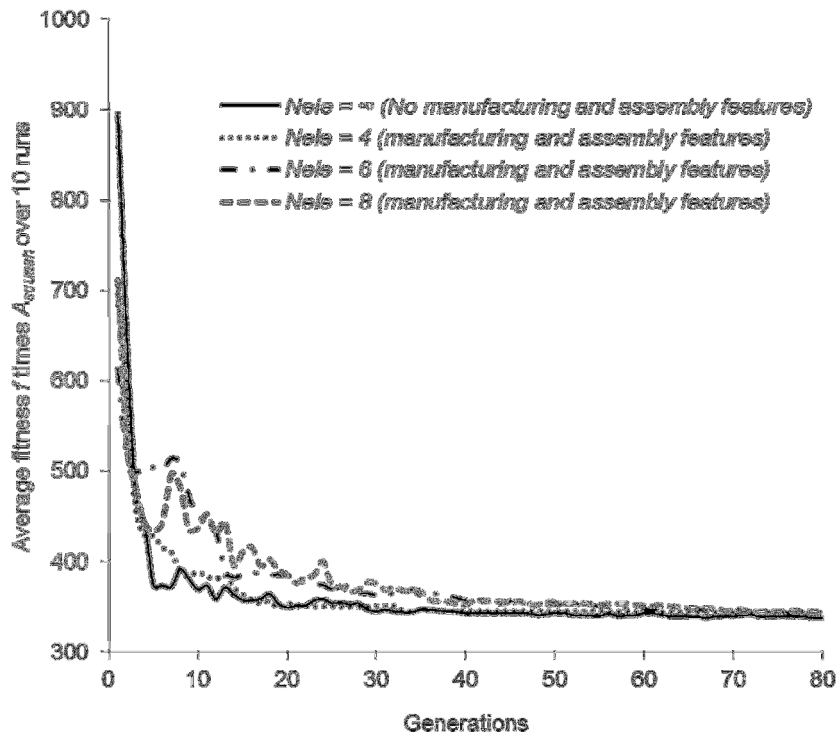 1000
900
800
700
600
500
400
300
0
10
20
30
40
50
60
70
80
Average fitness f times over 10 runs
Generations
Nele = (No manufacturing and assembly features)
Nele = 4 (manufacturing and assembly features)
Nele = 6 (manufacturing and assembly features)
Nele = 8 (manufacturing and assembly features)